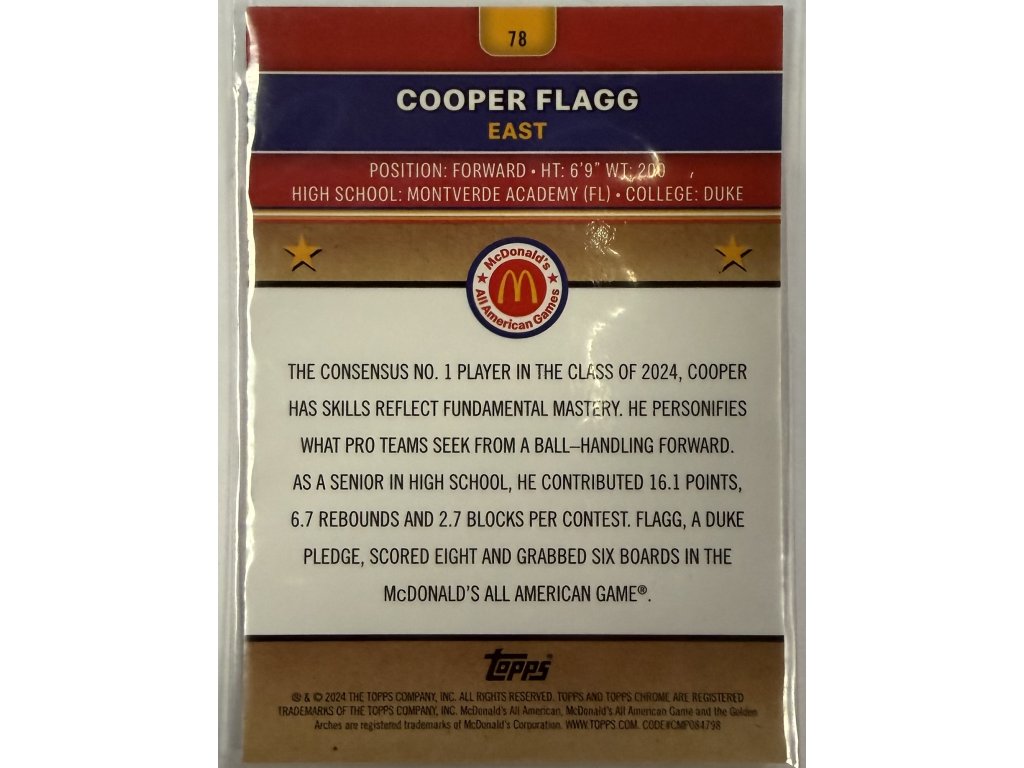 78
COOPER FLAGG
EAST
POSITION: FORWARD • HT: 6'9" WT: 200
HIGH SCHOOL: MONTVERDE ACADEMY (FL) • COLLEGE: DUKE
McDonald's
All American Games
THE CONSENSUS NO. 1 PLAYER IN THE CLASS OF 2024, COOPER
HAS SKILLS REFLECT FUNDAMENTAL MASTERY. HE PERSONIFIES
WHAT PRO TEAMS SEEK FROM A BALL–HANDLING FORWARD.
AS A SENIOR IN HIGH SCHOOL, HE CONTRIBUTED 16.1 POINTS,
6.7 REBOUNDS AND 2.7 BLOCKS PER CONTEST. FLAGG, A DUKE
PLEDGE, SCORED EIGHT AND GRABBED SIX BOARDS IN THE
McDONALD'S ALL AMERICAN GAME®.
Topps®
® & © 2024 THE TOPPS COMPANY, INC. ALL RIGHTS RESERVED. TOPPS AND TOPPS CHROME ARE REGISTERED
TRADEMARKS OF THE TOPPS COMPANY, INC. McDonald's All American, McDonald's All American Game and the Golden
Arches are registered trademarks of McDonald's Corporation. WWW.TOPPS.COM. CODE#CMP084798